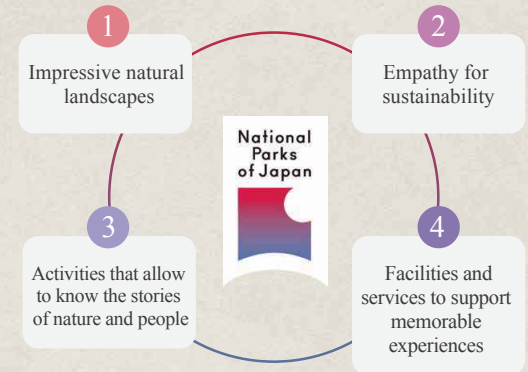 1
Impressive natural
landscapes
2
Empathy for
sustainability
National
Parks
of Japan
3
Activities that allow
to know the stories
of nature and people
4
Facilities and
services to support
memorable
experiences